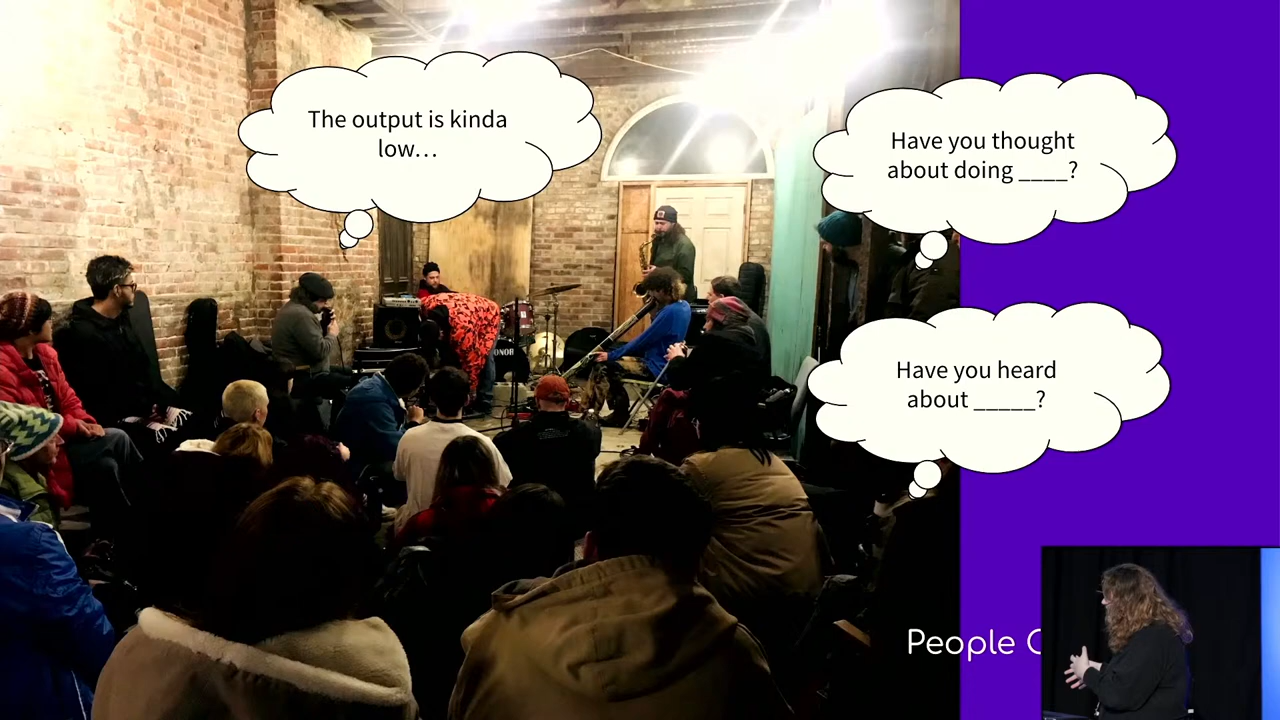 The output is kinda
low...
Have you thought
about doing ____?
Have you heard
about _____?
People